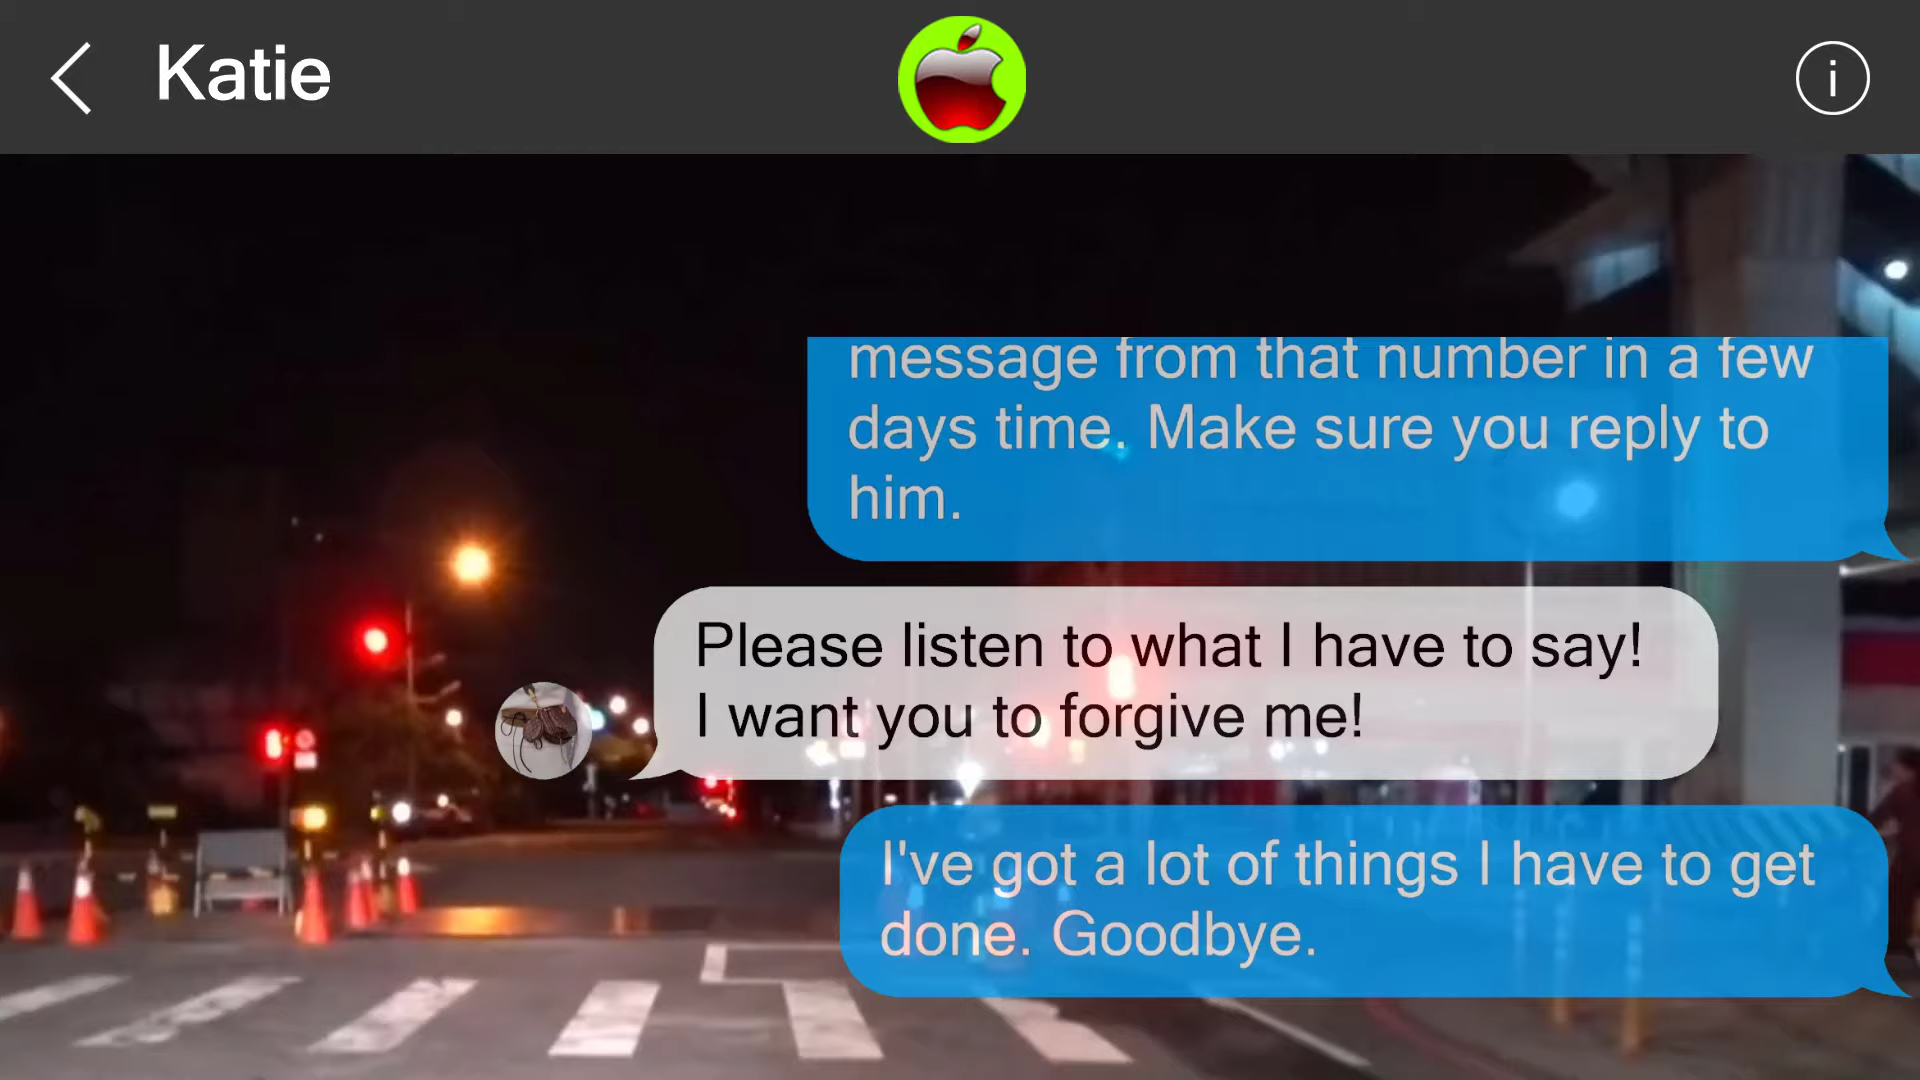 Katie
i
message from that number in a few
days time. Make sure you reply to
him.
Please listen to what I have to say!
I want you to forgive me!
I've got a lot of things I have to get
done. Goodbye.